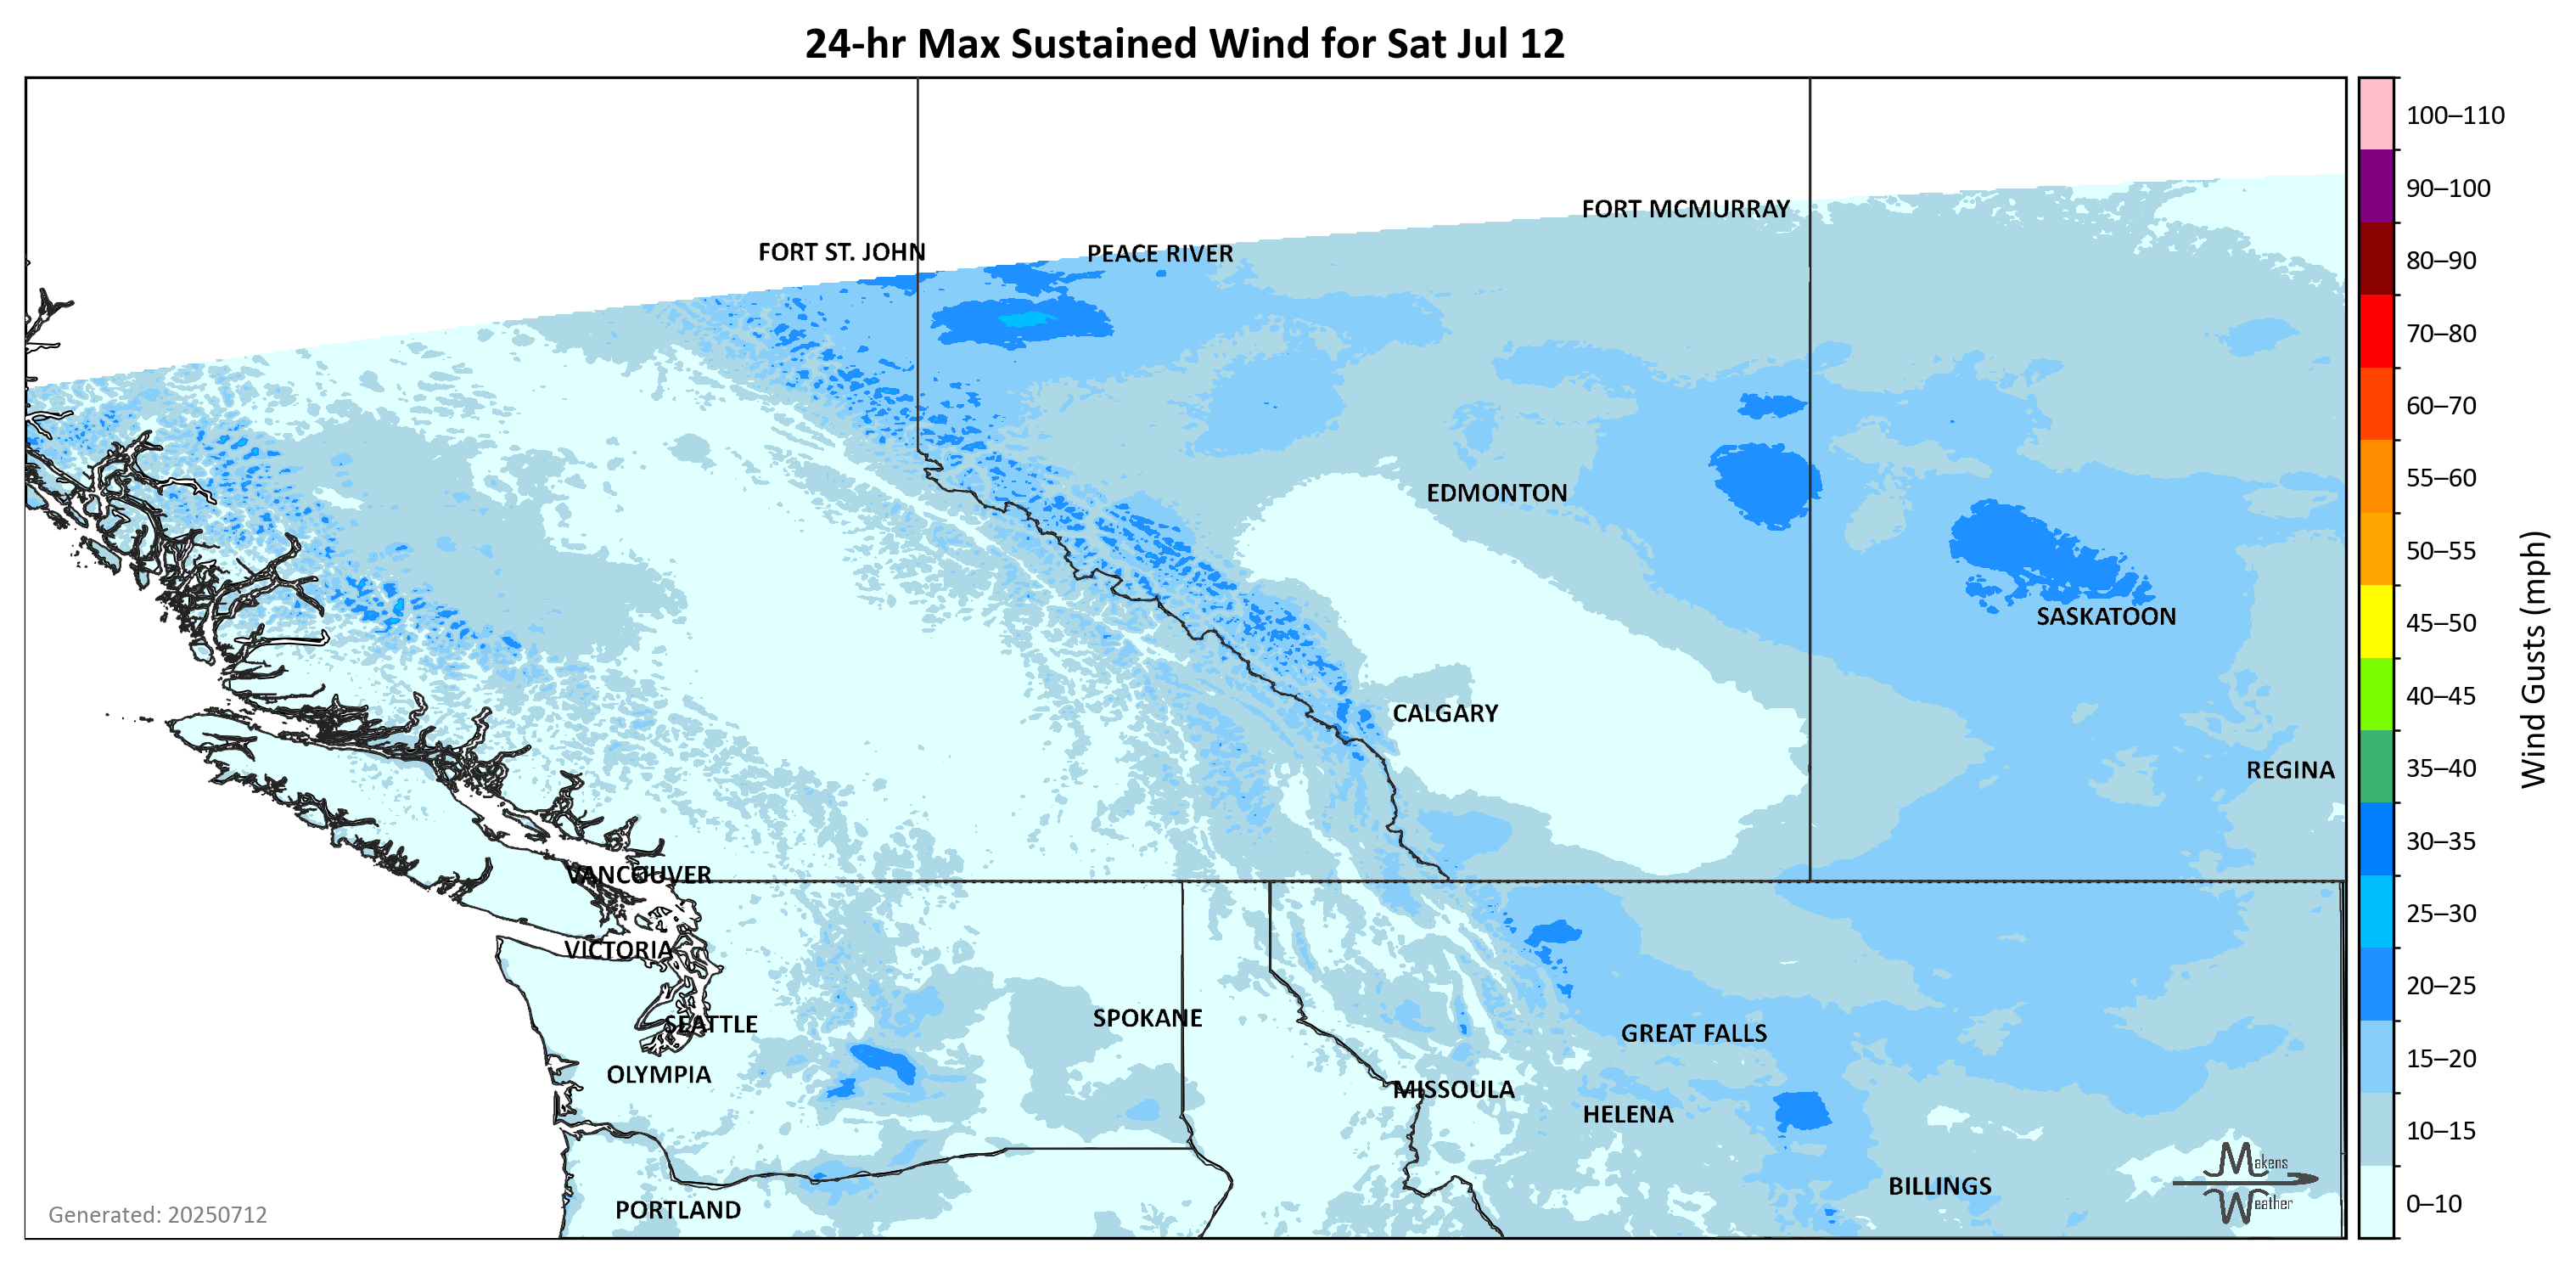 24-hr Max Sustained Wind for Sat Jul 12
FORT MCMURRAY
FORT ST. JOHN
PEACE RIVER
EDMONTON
SASKATOON
CALGARY
REGINA
VANCOUVER
VICTORIA
SEATTLE
SPOKANE
GREAT FALLS
OLYMPIA
MISSOULA
HELENA
BILLINGS
PORTLAND
Generated: 20250712
Makens
Weather
100–110
90–100
80–90
70–80
60–70
55–60
50–55
45–50
40–45
35–40
30–35
25–30
20–25
15–20
10–15
0–10
Wind Gusts (mph)